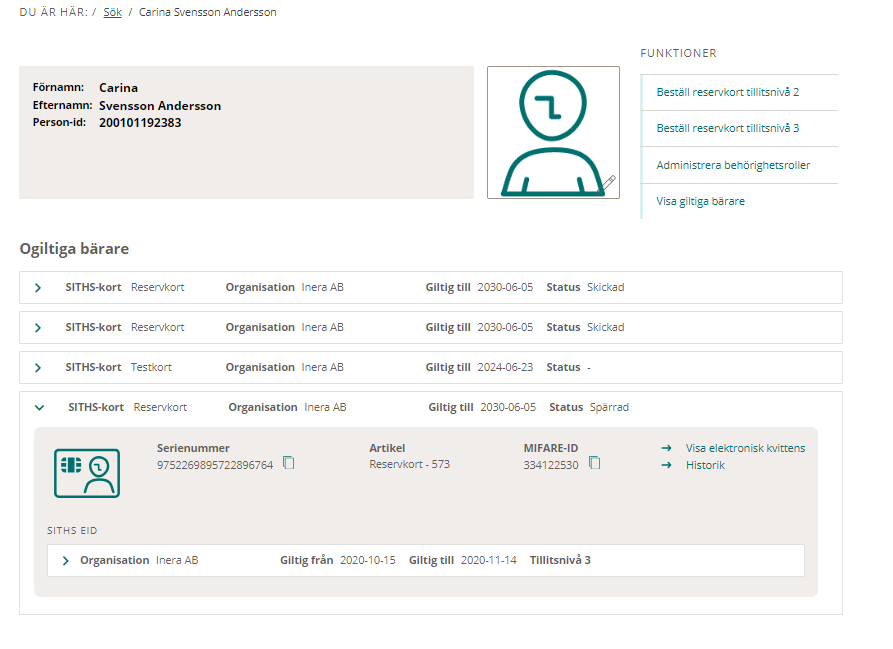 DU ÄR HÄR: / Sök / Carina Svensson Andersson
FUNKTIONER
Förnamn: Carina
Efternamn: Svensson Andersson
Person-id: 200101192383
Beställ reservkort tillitsnivå 2
Beställ reservkort tillitsnivå 3
Administrera behörighetsroller
Visa giltiga bärare
Ogiltiga bärare
SITHS-kort Reservkort Organisation Inera AB Giltig till 2030-06-05 Status Skickad
SITHS-kort Reservkort Organisation Inera AB Giltig till 2030-06-05 Status Skickad
SITHS-kort Testkort Organisation Inera AB Giltig till 2024-06-23 Status -
SITHS-kort Reservkort Organisation Inera AB Giltig till 2030-06-05 Status Spärrad
Serienummer Artikel MIFARE-ID Visa elektronisk kvittens
9752269895722896764 Reservkort - 573 334122530 Historik
SITHS EID
Organisation Inera AB Giltig från 2020-10-15 Giltig till 2020-11-14 Tillitsnivå 3